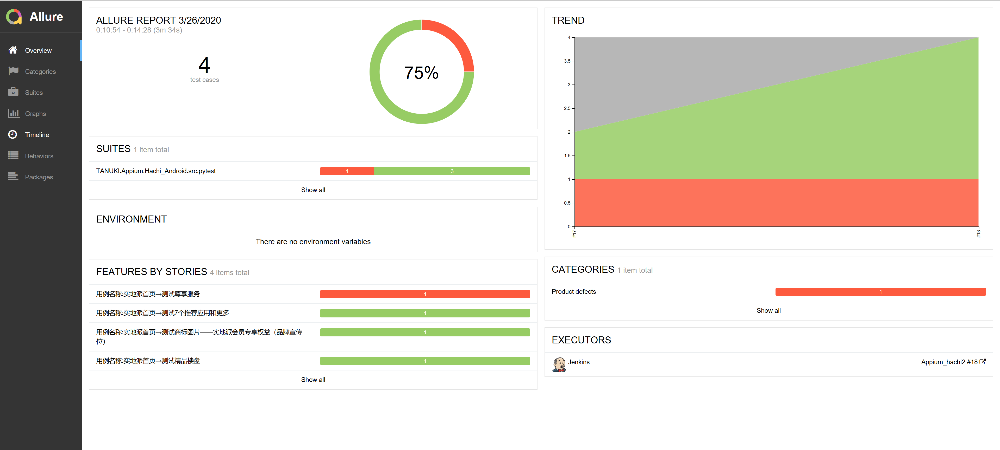 Allure
Overview
Categories
Suites
Graphs
Timeline
Behaviors
Packages
ALLURE REPORT 3/26/2020
0:10:54 - 0:14:28 (3m 34s)
4
test cases
75%
SUITES 1 item total
TANUKI.Appium.Hachi_Android.src.pytest 1 3
Show all
ENVIRONMENT
There are no environment variables
FEATURES BY STORIES 4 items total
用例名称:实地派首页→测试尊享服务 1
用例名称:实地派首页→测试7个推荐应用和更多 1
用例名称:实地派首页→测试商标图片——实地派会员专享权益（品牌宣传 1
位）
用例名称:实地派首页→测试精品楼盘 1
Show all
TREND
4
3.5
3
2.5
2
1.5
1
0.5
0
#17
#18
CATEGORIES 1 item total
Product defects 1
Show all
EXECUTORS
Jenkins Appium_hachi2 #18